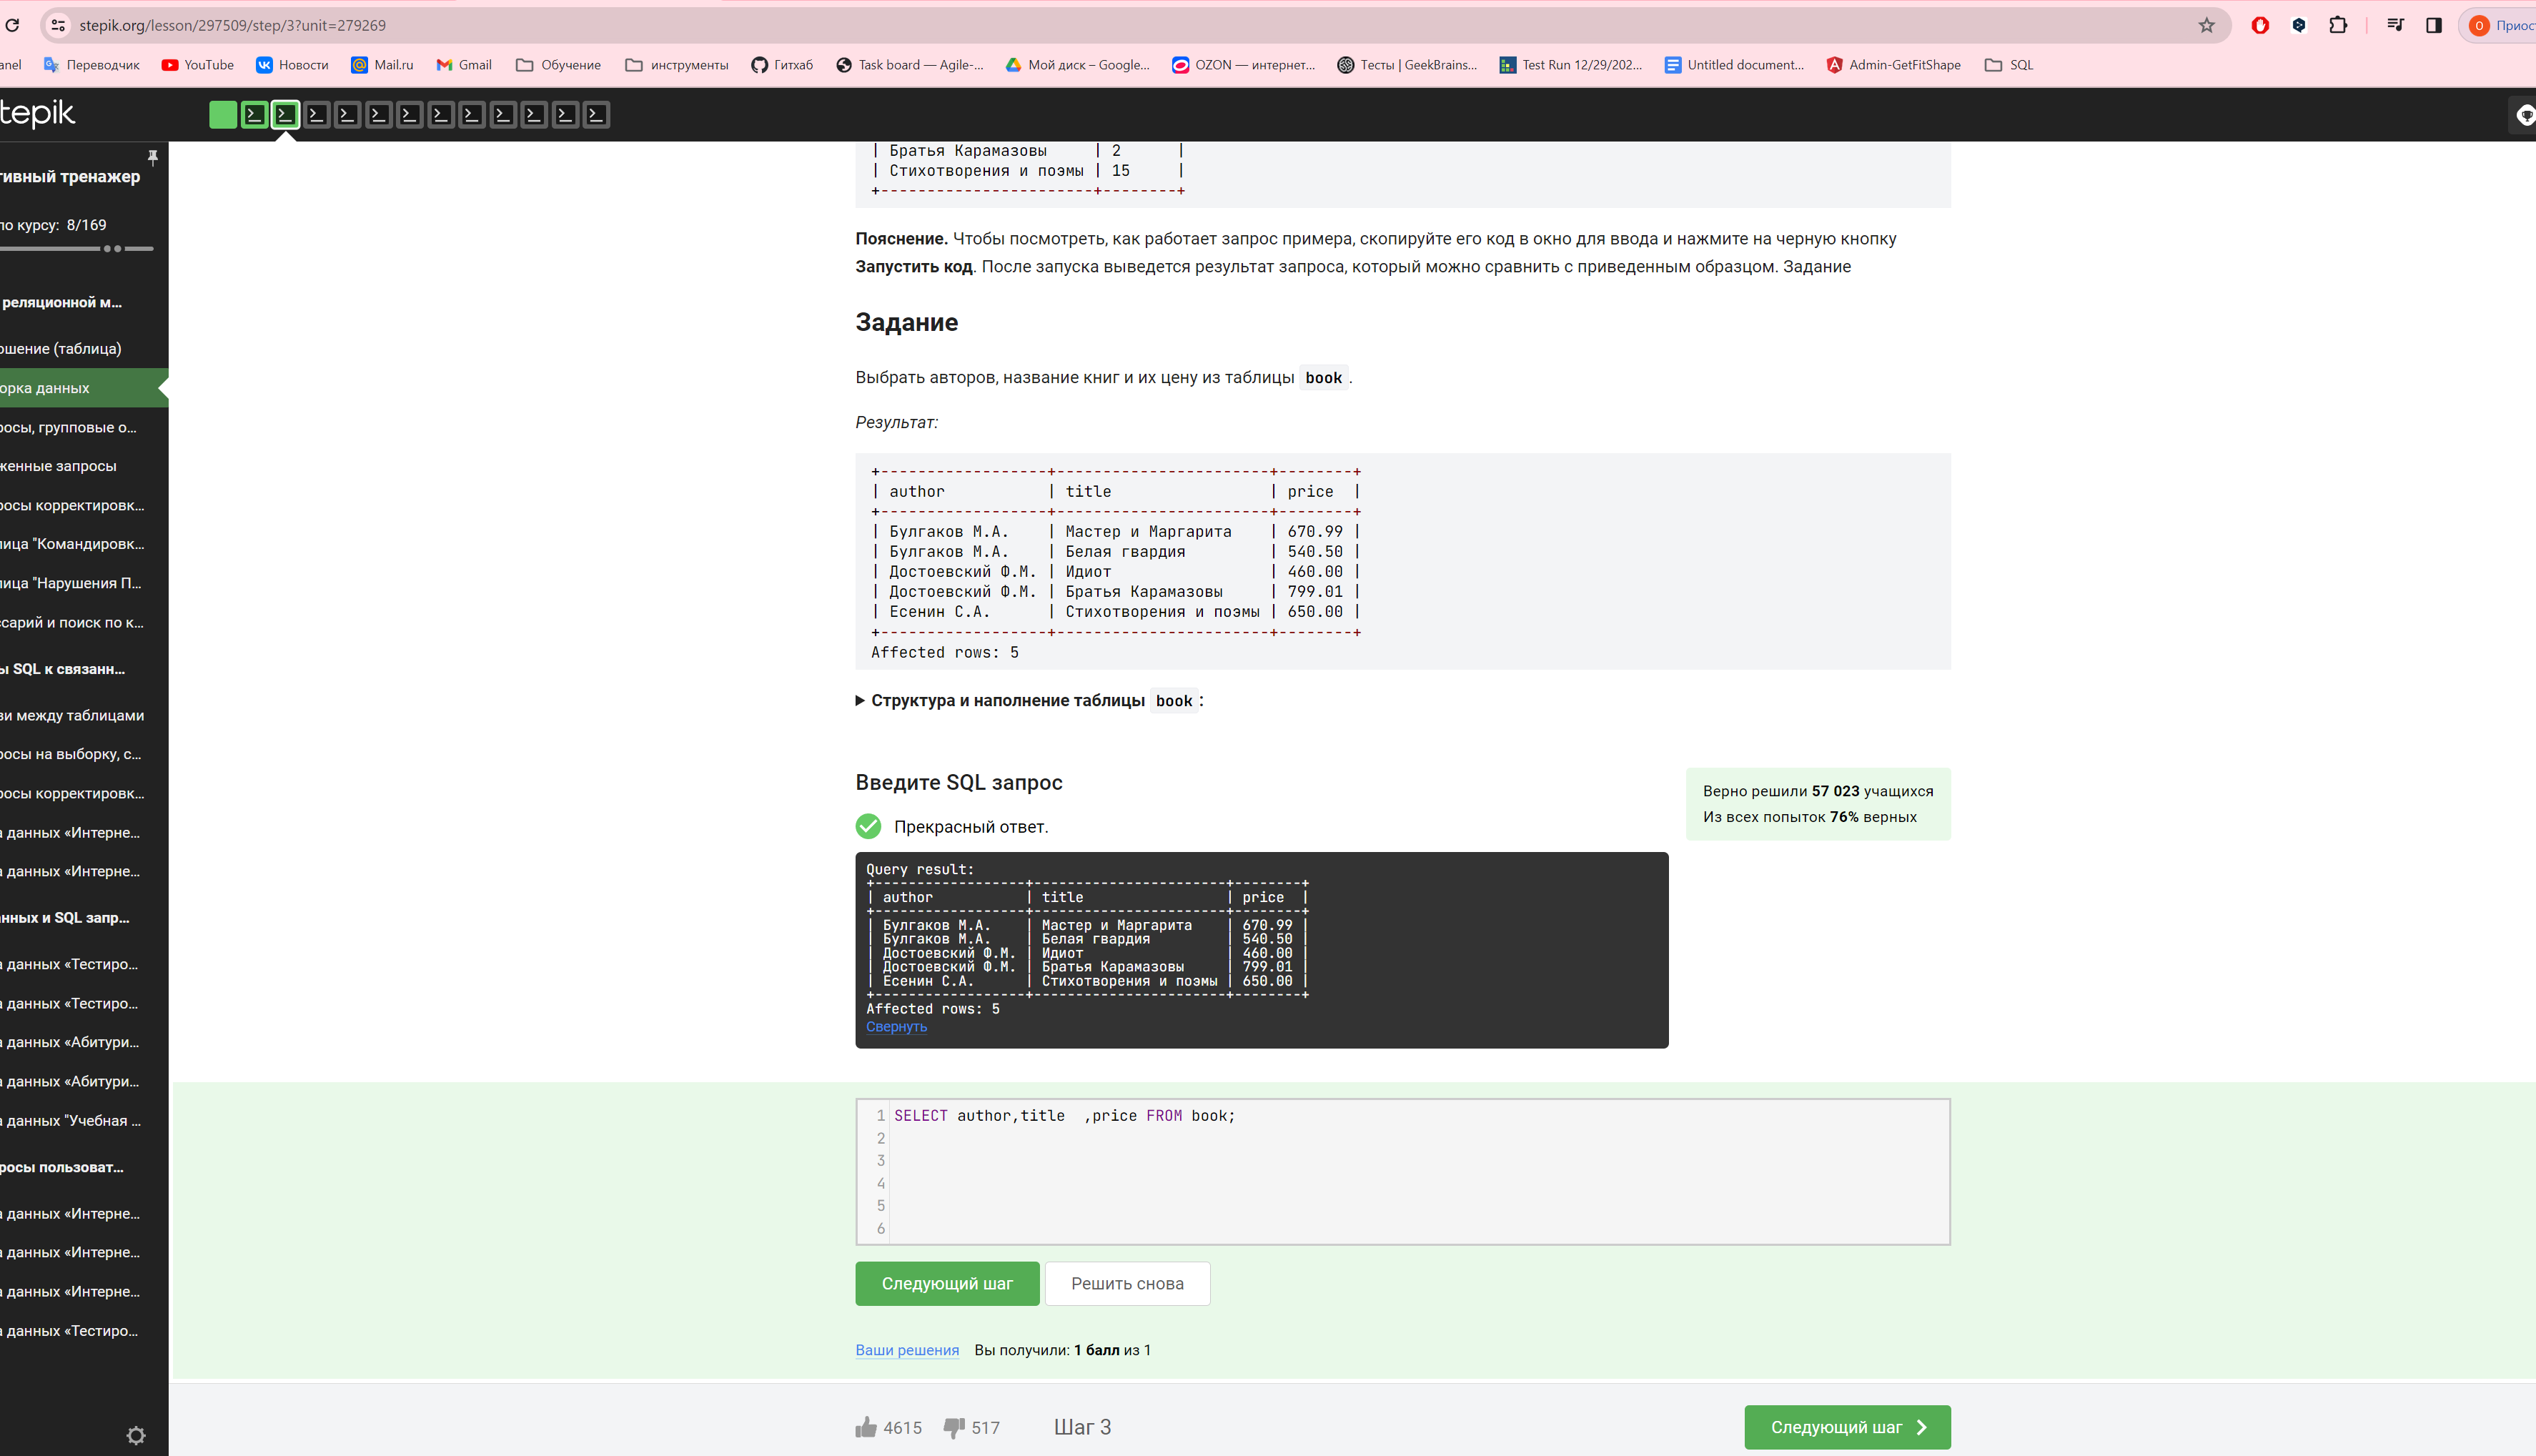 stepik.org/lesson/297509/step/3?unit=279269
О Приос
anel Переводчик YouTube Новости Mail.ru Gmail Обучение инструменты Гитхаб Task board — Agile-... Мой диск – Google... OZON — интернет... Тесты | GeekBrains... Test Run 12/29/202... Untitled document... Admin-GetFitShape SQL
tepik
тивный тренажер
по курсу: 8/169
реляционной м...
ошение (таблица)
орка данных
росы, групповые о...
женные запросы
росы корректировк...
лица "Командировк...
лица "Нарушения П...
ссарий и поиск по к...
ы SQL к связанн...
зи между таблицами
росы на выборку, с...
росы корректировк...
а данных «Интерне...
а данных «Интерне...
анных и SQL запр...
а данных «Тестиро...
а данных «Тестиро...
а данных «Абитури...
а данных «Абитури...
а данных "Учебная ...
росы пользоват...
а данных «Интерне...
а данных «Интерне...
а данных «Интерне...
а данных «Тестиро...
| Братья Карамазовы     | 2      |
| Стихотворения и поэмы | 15     |
+-----------------------+--------+
Пояснение. Чтобы посмотреть, как работает запрос примера, скопируйте его код в окно для ввода и нажмите на черную кнопку
Запустить код. После запуска выведется результат запроса, который можно сравнить с приведенным образцом. Задание
Задание
Выбрать авторов, название книг и их цену из таблицы book.
Результат:
+------------------+-----------------------+--------+
| author           | title                 | price  |
+------------------+-----------------------+--------+
| Булгаков М.А.    | Мастер и Маргарита    | 670.99 |
| Булгаков М.А.    | Белая гвардия         | 540.50 |
| Достоевский Ф.М. | Идиот                 | 460.00 |
| Достоевский Ф.М. | Братья Карамазовы     | 799.01 |
| Есенин С.А.      | Стихотворения и поэмы | 650.00 |
+------------------+-----------------------+--------+
Affected rows: 5
Структура и наполнение таблицы book:
Введите SQL запрос
Прекрасный ответ.
Верно решили 57 023 учащихся
Из всех попыток 76% верных
Query result:
+------------------+-----------------------+--------+
| author           | title                 | price  |
+------------------+-----------------------+--------+
| Булгаков М.А.    | Мастер и Маргарита    | 670.99 |
| Булгаков М.А.    | Белая гвардия         | 540.50 |
| Достоевский Ф.М. | Идиот                 | 460.00 |
| Достоевский Ф.М. | Братья Карамазовы     | 799.01 |
| Есенин С.А.      | Стихотворения и поэмы | 650.00 |
+------------------+-----------------------+--------+
Affected rows: 5
Свернуть
1 SELECT author,title  ,price FROM book;
2
3
4
5
6
Следующий шаг Решить снова
Ваши решения Вы получили: 1 балл из 1
4615 517 Шаг 3 Следующий шаг